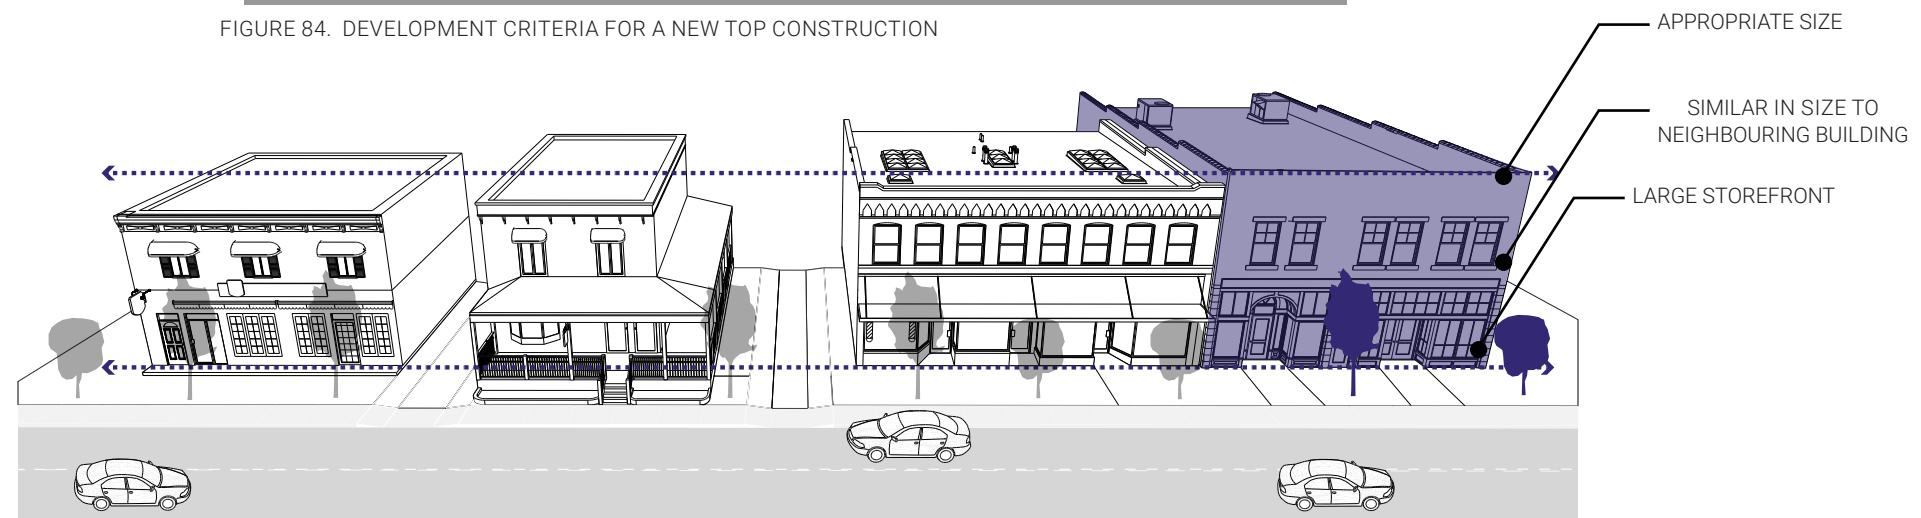 FIGURE 84. DEVELOPMENT CRITERIA FOR A NEW TOP CONSTRUCTION
APPROPRIATE SIZE
SIMILAR IN SIZE TO
NEIGHBOURING BUILDING
LARGE STOREFRONT